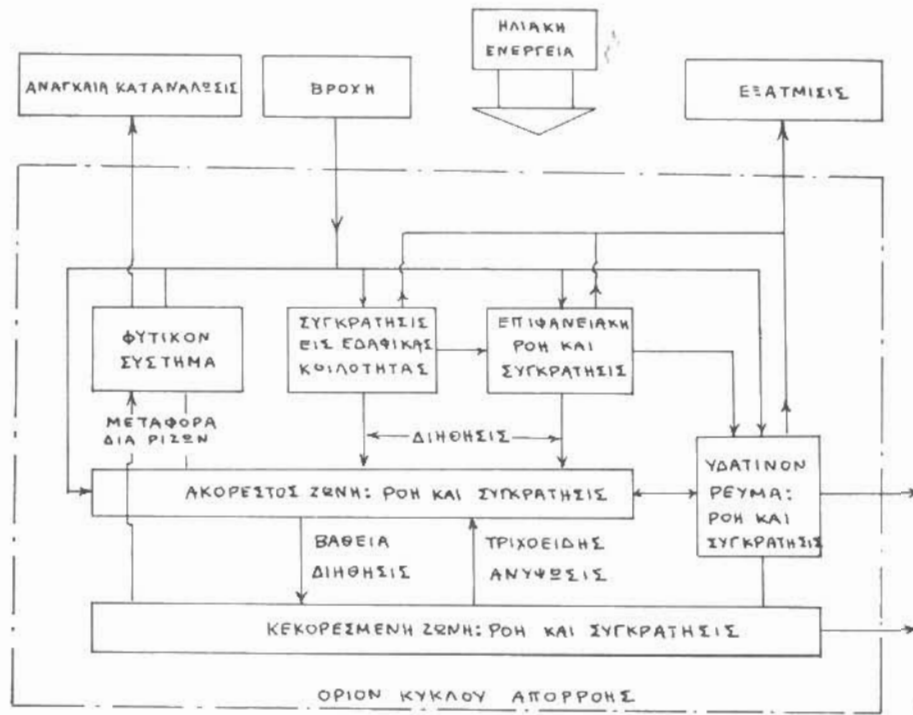 ΗΛΙΑΚΗ
ΕΝΕΡΓΕΙΑ
ΑΝΑΓΚΑΙΑ ΚΑΤΑΝΑΛΩΣΙΣ
ΒΡΟΧΗ
ΕΞΑΤΜΙΣΙΣ
ΦΥΤΙΚΟΝ
ΣΥΣΤΗΜΑ
ΣΥΓΚΡΑΤΗΣΙΣ
ΕΙΣ ΕΔΑΦΙΚΑΣ
ΚΟΙΛΟΤΗΤΑΣ
ΕΠΙΦΑΝΕΙΑΚΗ
ΡΟΗ ΚΑΙ
ΣΥΓΚΡΑΤΗΣΙΣ
ΜΕΤΑΦΟΡΑ
ΔΙΑ ΡΙΖΩΝ
ΔΙΗΘΗΣΙΣ
ΥΔΑΤΙΝΟΝ
ΡΕΥΜΑ:
ΡΟΗ ΚΑΙ
ΣΥΓΚΡΑΤΗΣΙΣ
ΑΚΟΡΕΣΤΟΣ ΖΩΝΗ: ΡΟΗ ΚΑΙ ΣΥΓΚΡΑΤΗΣΙΣ
ΒΑΘΕΙΑ
ΔΙΗΘΗΣΙΣ
ΤΡΙΧΟΕΙΔΗΣ
ΑΝΥΨΩΣΙΣ
ΚΕΚΟΡΕΣΜΕΝΗ ΖΩΝΗ: ΡΟΗ ΚΑΙ ΣΥΓΚΡΑΤΗΣΙΣ
ΟΡΙΟΝ ΚΥΚΛΟΥ ΑΠΟΡΡΟΗΣ